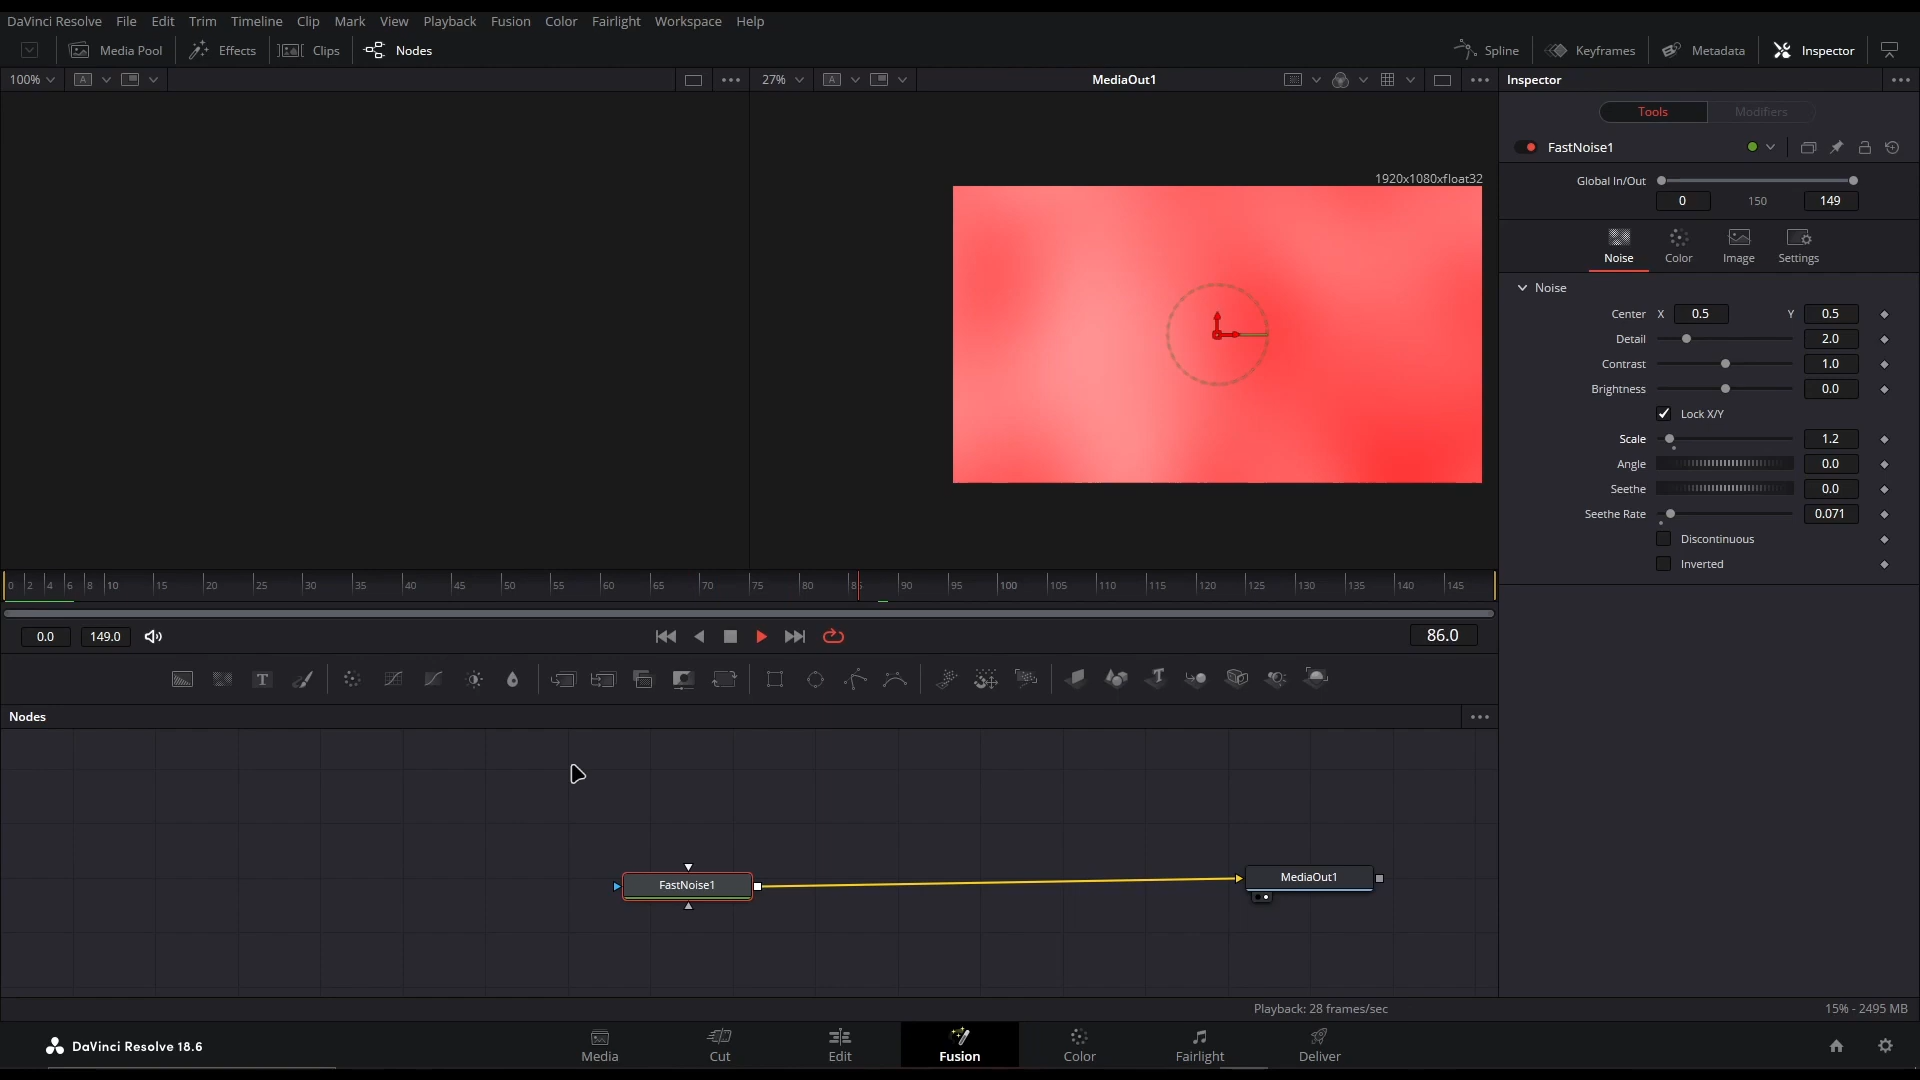 DaVinci Resolve File Edit Trim Timeline Clip Mark View Playback Fusion Color Fairlight Workspace Help
Media Pool Effects Clips Nodes Spline Keyframes Metadata Inspector
100% A 27% A MediaOut1 Inspector
Tools Modifiers
FastNoise1
1920x1080xfloat32
Global In/Out
0 150 149
Noise Color Image Settings
Noise
Center X 0.5 Y 0.5
Detail 2.0
Contrast 1.0
Brightness 0.0
Lock X/Y
Scale 1.2
Angle 0.0
Seethe 0.0
Seethe Rate 0.071
Discontinuous
Inverted
0 2 4 6 8 10 15 20 25 30 35 40 45 50 55 60 65 70 75 80 90 95 100 105 110 115 120 125 130 135 140 145
0.0 149.0 86.0
T
Nodes
FastNoise1
MediaOut1
Playback: 28 frames/sec 15% - 2495 MB
DaVinci Resolve 18.6 Media Cut Edit Fusion Color Fairlight Deliver